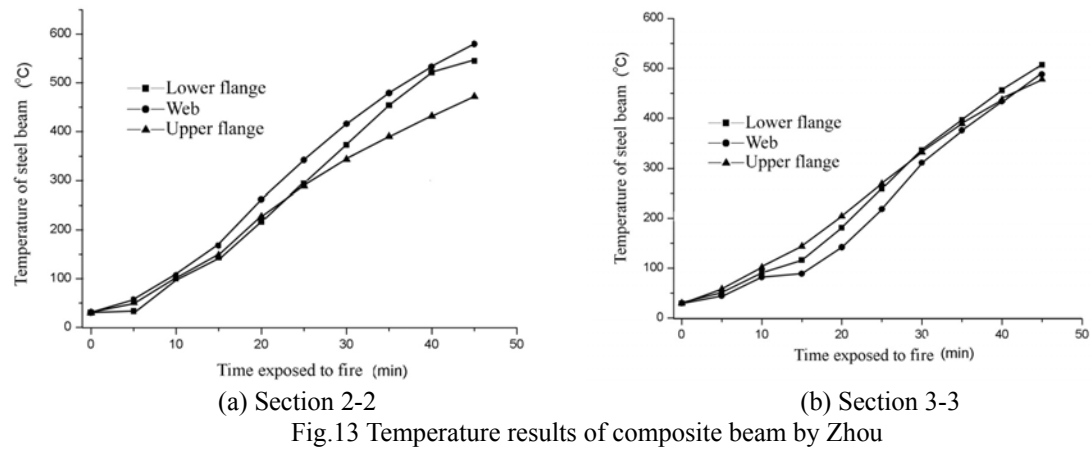 600
500
400
300
200
100
0
Temperature of steel beam (°C)
Lower flange
Web
Upper flange
0 10 20 30 40 50
Time exposed to fire (min)
(a) Section 2-2
600
500
400
300
200
100
0
Temperature of steel beam (°C)
Lower flange
Web
Upper flange
0 10 20 30 40 50
Time exposed to fire (min)
(b) Section 3-3
Fig.13 Temperature results of composite beam by Zhou